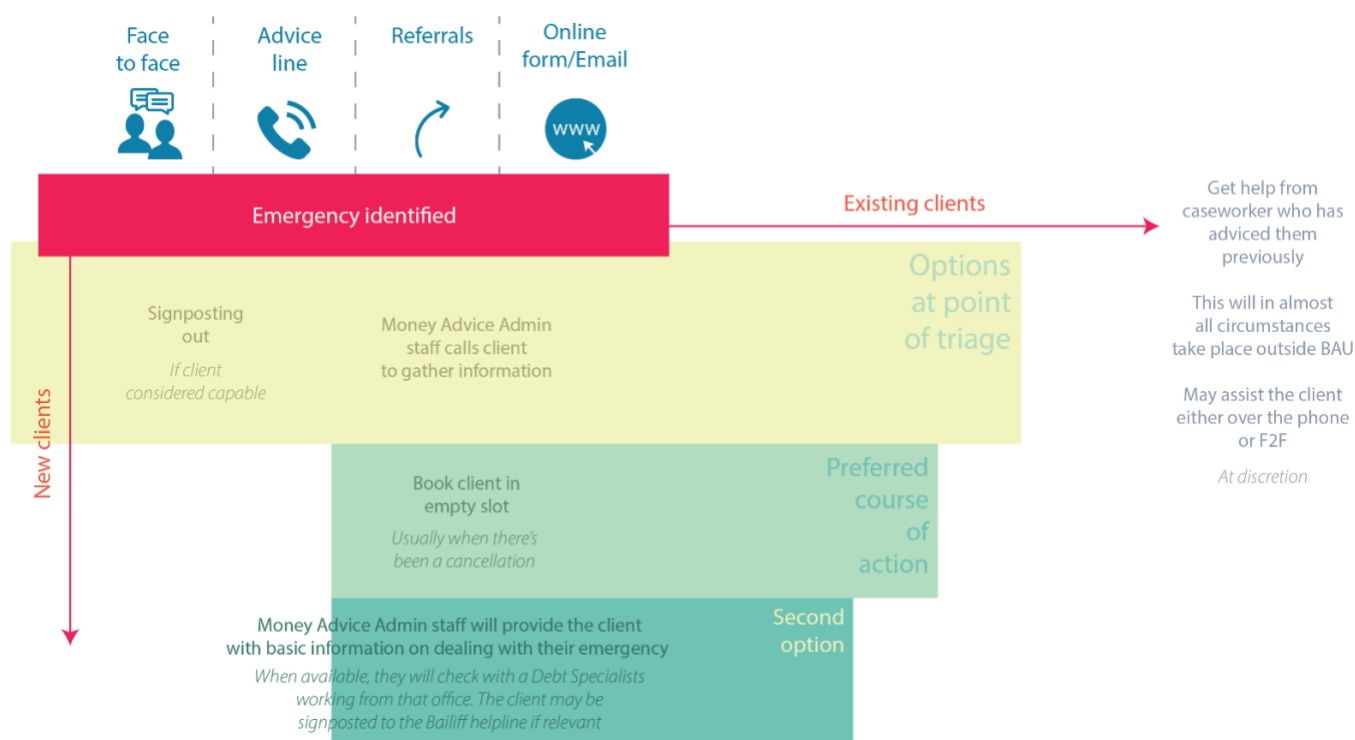 Face
to face
Advice
line
Referrals
Online
form/Email
www
Emergency identified
Existing clients
Get help from
caseworker who has
adviced them
previously
This will in almost
all circumstances
take place outside BAU
May assist the client
either over the phone
or F2F
At discretion
New clients
Options
at point
of triage
Signposting
out
If client
considered capable
Money Advice Admin
staff calls client
to gather information
Preferred
course
of
action
Book client in
empty slot
Usually when there's
been a cancellation
Second
option
Money Advice Admin staff will provide the client
with basic information on dealing with their emergency
When available, they will check with a Debt Specialists
working from that office. The client may be
signposted to the Bailiff helpline if relevant